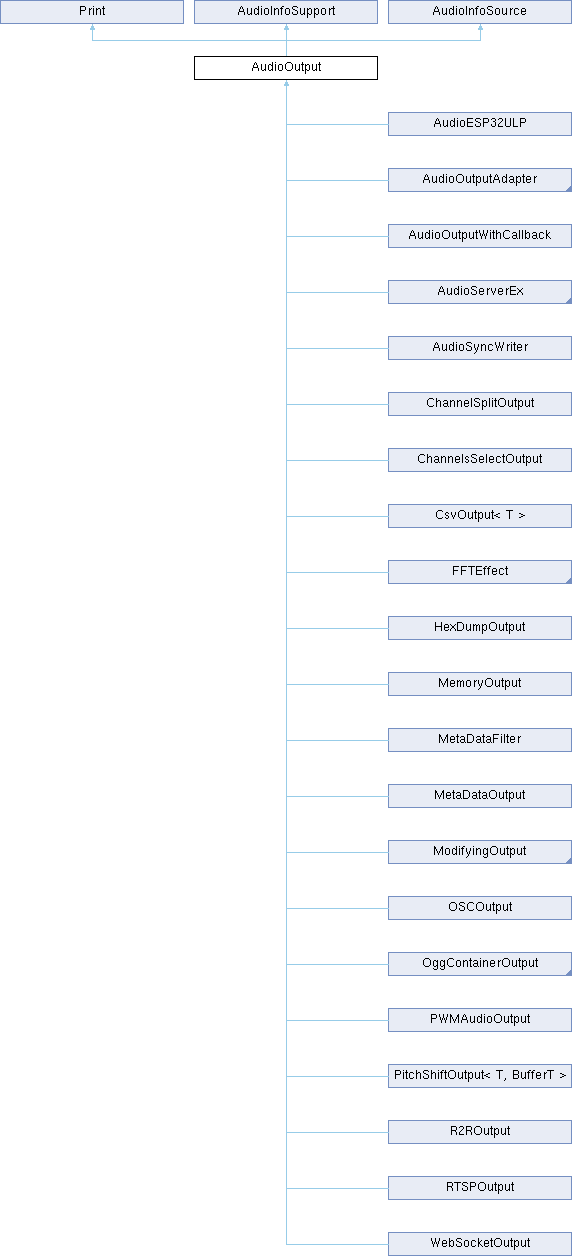 Print
AudioInfoSupport
AudioInfoSource
AudioOutput
AudioESP32ULP
AudioOutputAdapter
AudioOutputWithCallback
AudioServerEx
AudioSyncWriter
ChannelSplitOutput
ChannelsSelectOutput
CsvOutput< T >
FFTEffect
HexDumpOutput
MemoryOutput
MetaDataFilter
MetaDataOutput
ModifyingOutput
OSCOutput
OggContainerOutput
PWMAudioOutput
PitchShiftOutput< T, BufferT >
R2ROutput
RTSPOutput
WebSocketOutput